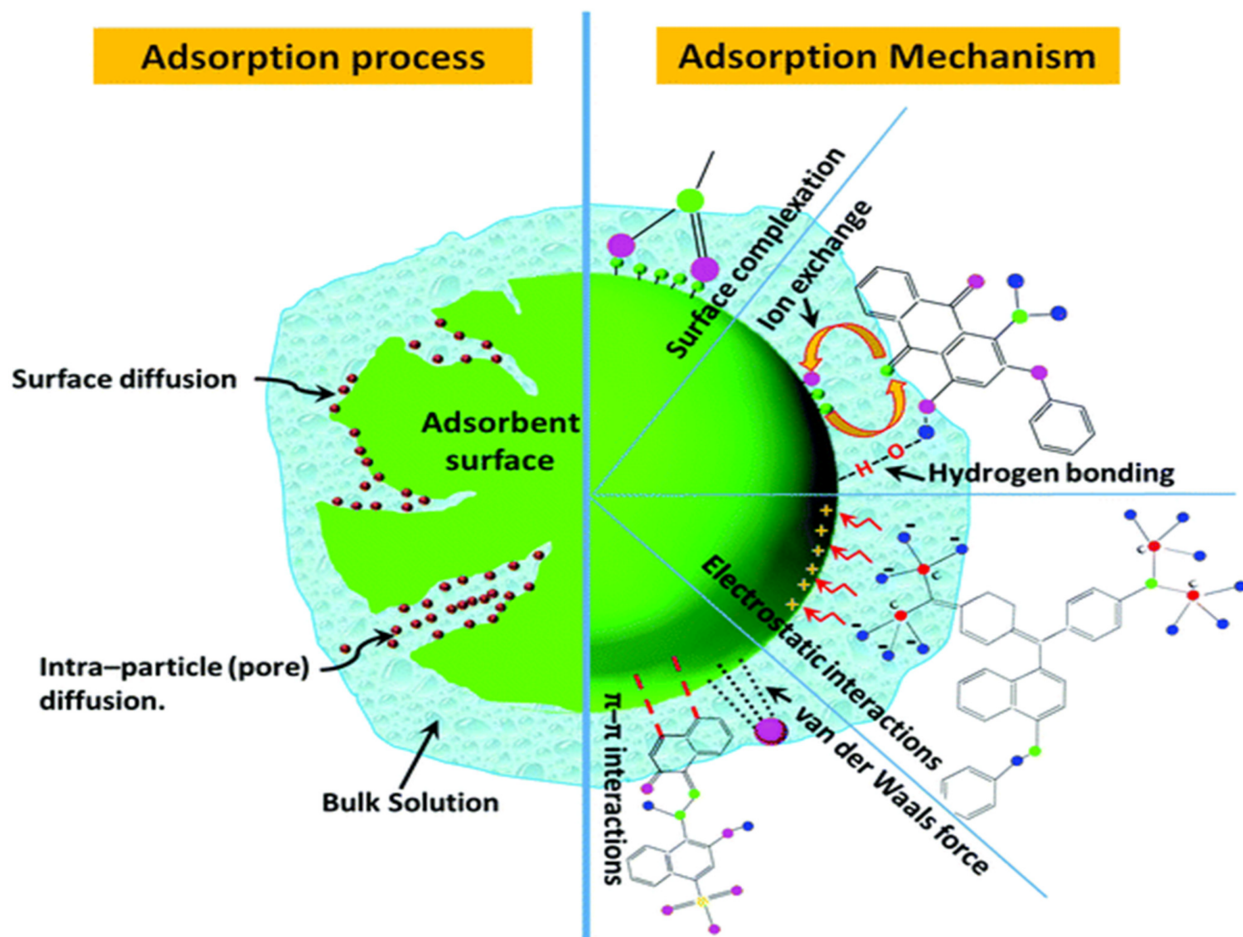 Adsorption process
Adsorption Mechanism
Surface complexation
Ion exchange
Surface diffusion
Adsorbent
surface
H O
Hydrogen bonding
+ + + + + +
- - - - - -
c
c
c
c
Electrostatic interactions
Intra–particle (pore)
diffusion.
van der Waals force
π–π interactions
Bulk Solution
S